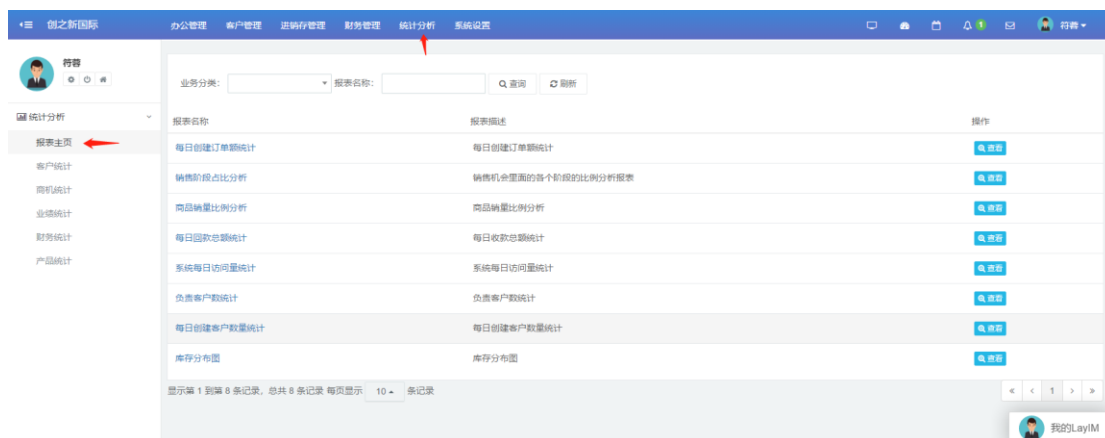 创之新国际 办公管理 客户管理 进销存管理 财务管理 统计分析 系统设置 1 符蓉
符蓉
业务分类: 报表名称: 查询 刷新
统计分析
报表主页
客户统计
商机统计
业绩统计
财务统计
产品统计
报表名称 报表描述 操作
每日创建订单额统计 每日创建订单额统计 查看
销售阶段占比分析 销售机会里面的各个阶段的比例分析报表 查看
商品销量比例分析 商品销量比例分析 查看
每日回款总额统计 每日收款总额统计 查看
系统每日访问量统计 系统每日访问量统计 查看
负责客户数统计 负责客户数统计 查看
每日创建客户数量统计 每日创建客户数量统计 查看
库存分布图 库存分布图 查看
显示第 1 到第 8 条记录，总共 8 条记录 每页显示 10 条记录 « < 1 > »
我的LayIM